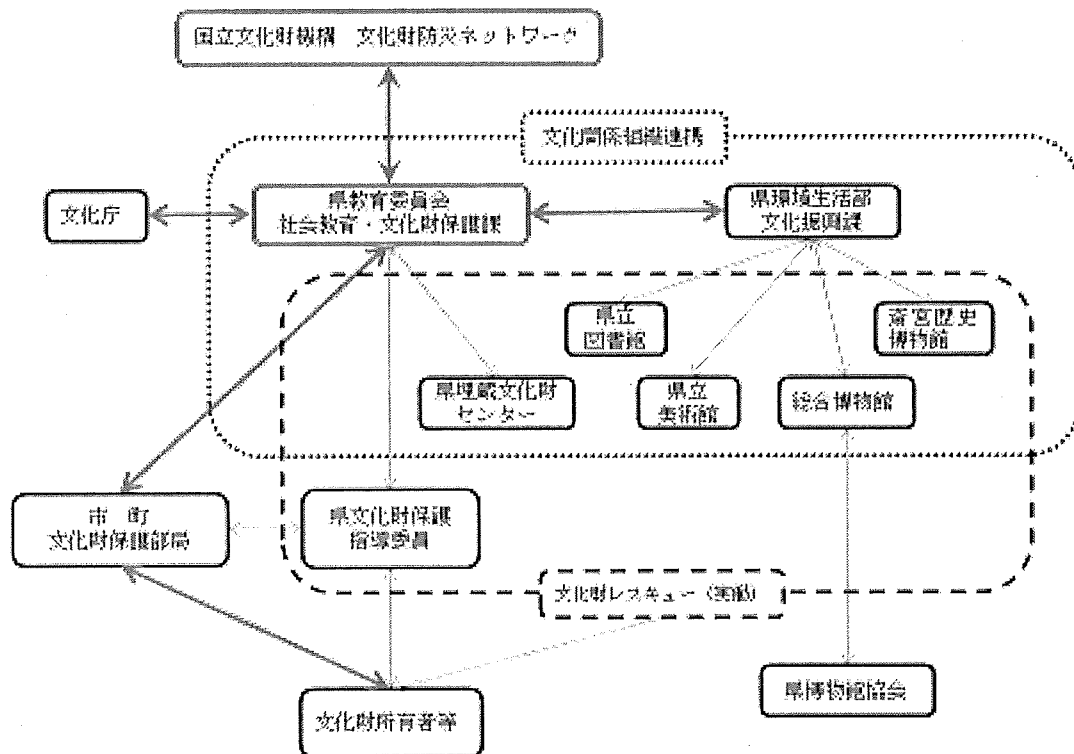 国立文化財機構 文化財防災ネットワーク
文化関係組織連携
文化庁
県教育委員会
社会教育・文化財保護課
県環境生活部
文化振興課
県立
図書館
斎宮歴史
博物館
県埋蔵文化財
センター
県立
美術館
総合博物館
市 町
文化財保護部局
県文化財保護
指導委員
文化財レスキュー（実働）
文化財所有者等
県博物館協会